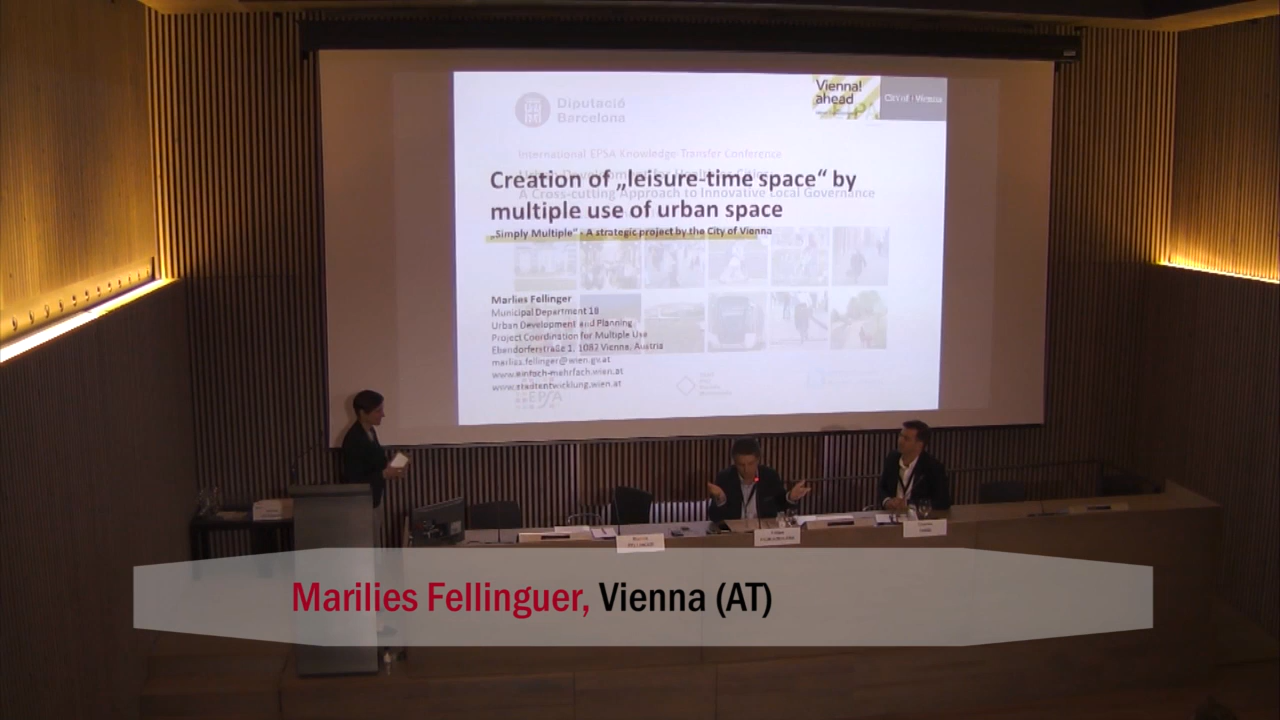 Diputació
Barcelona
Vienna!
ahead
City of Vienna
International EPSA Knowledge Transfer Conference
A Cross-cutting Approach to Innovative Local Governance
Creation of „leisure-time space“ by
multiple use of urban space
„Simply Multiple“ - A strategic project by the City of Vienna
Marlies Fellinger
Municipal Department 18
Urban Development and Planning
Project Coordination for Multiple Use
Ebendorferstraße 1, 1082 Vienna, Austria
marlies.fellinger@wien.gv.at
www.einfach-mehrfach.wien.at
www.stadtentwicklung.wien.at
EPSA
Marilies Fellinguer, Vienna (AT)